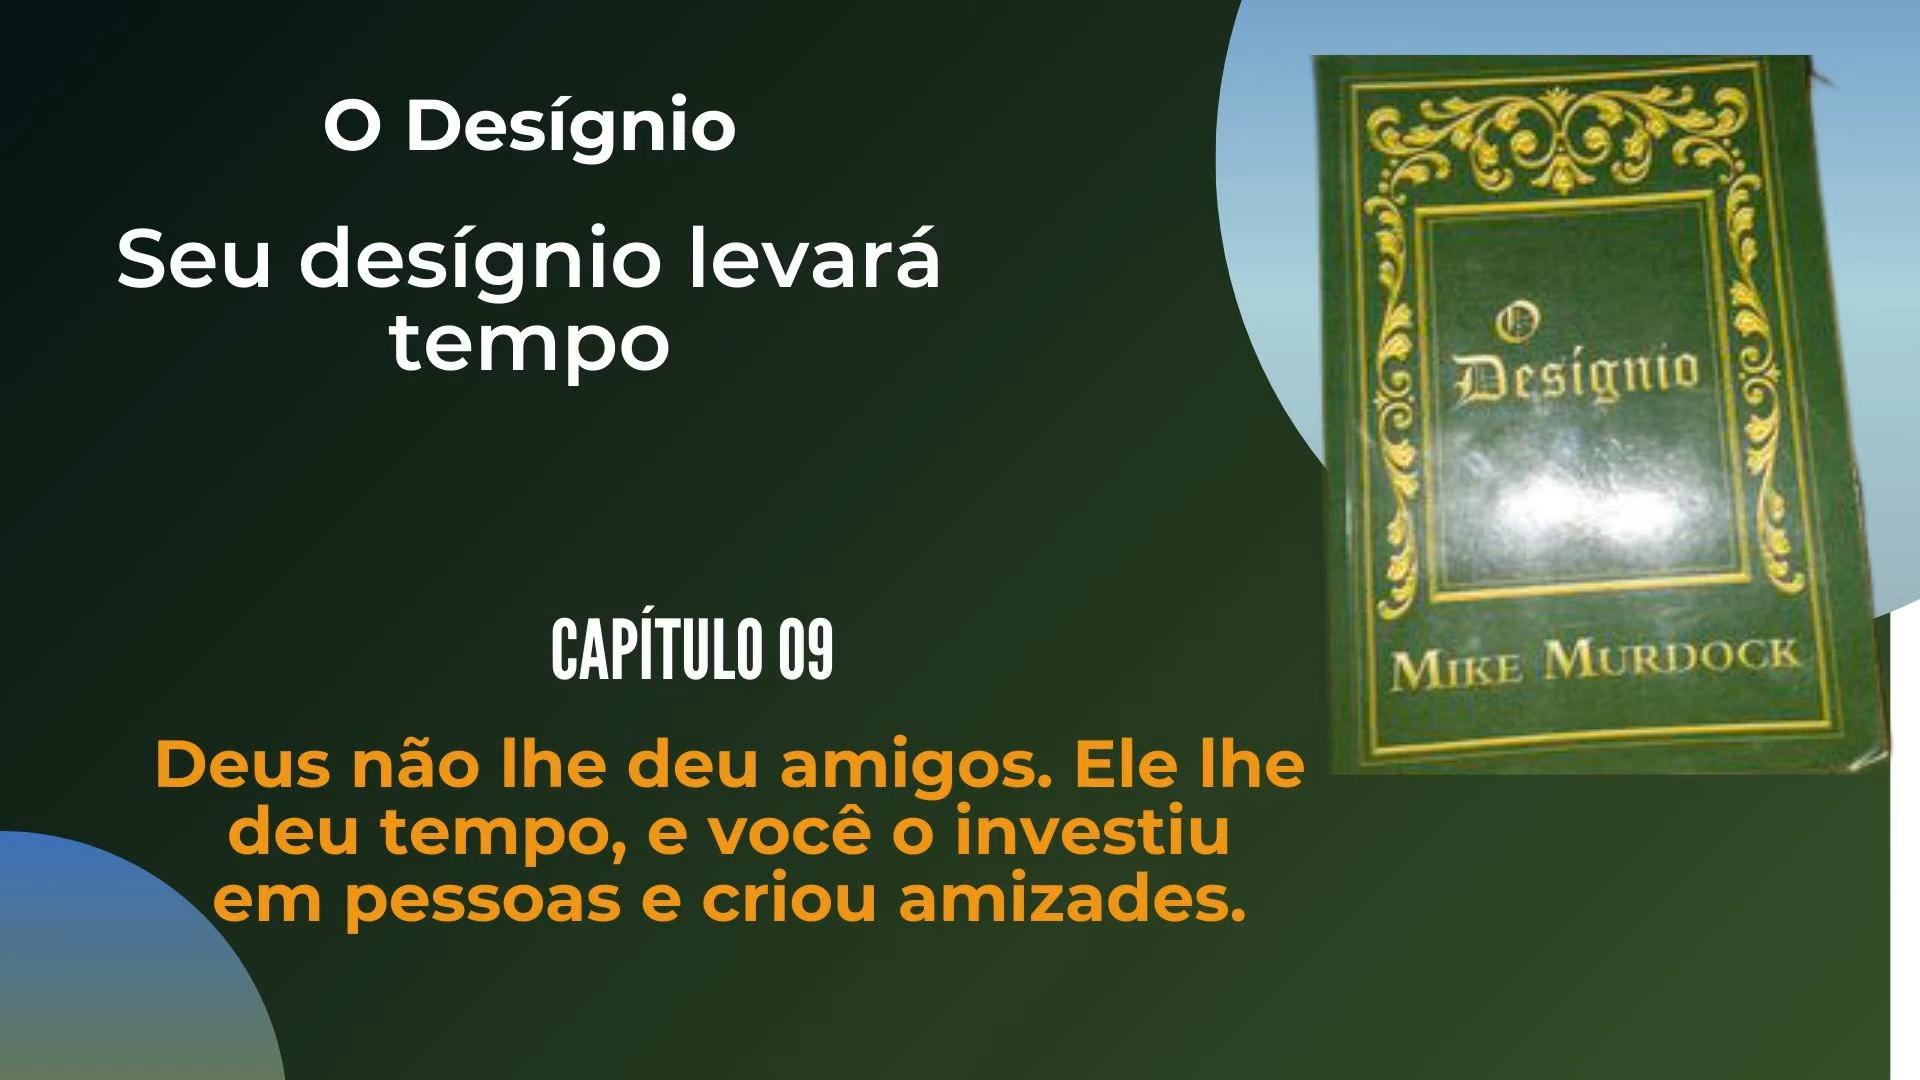 O Desígnio
Seu desígnio levará
tempo
CAPÍTULO 09
Deus não lhe deu amigos. Ele lhe
deu tempo, e você o investiu
em pessoas e criou amizades.
O
Desígnio
MIKE MURDOCK